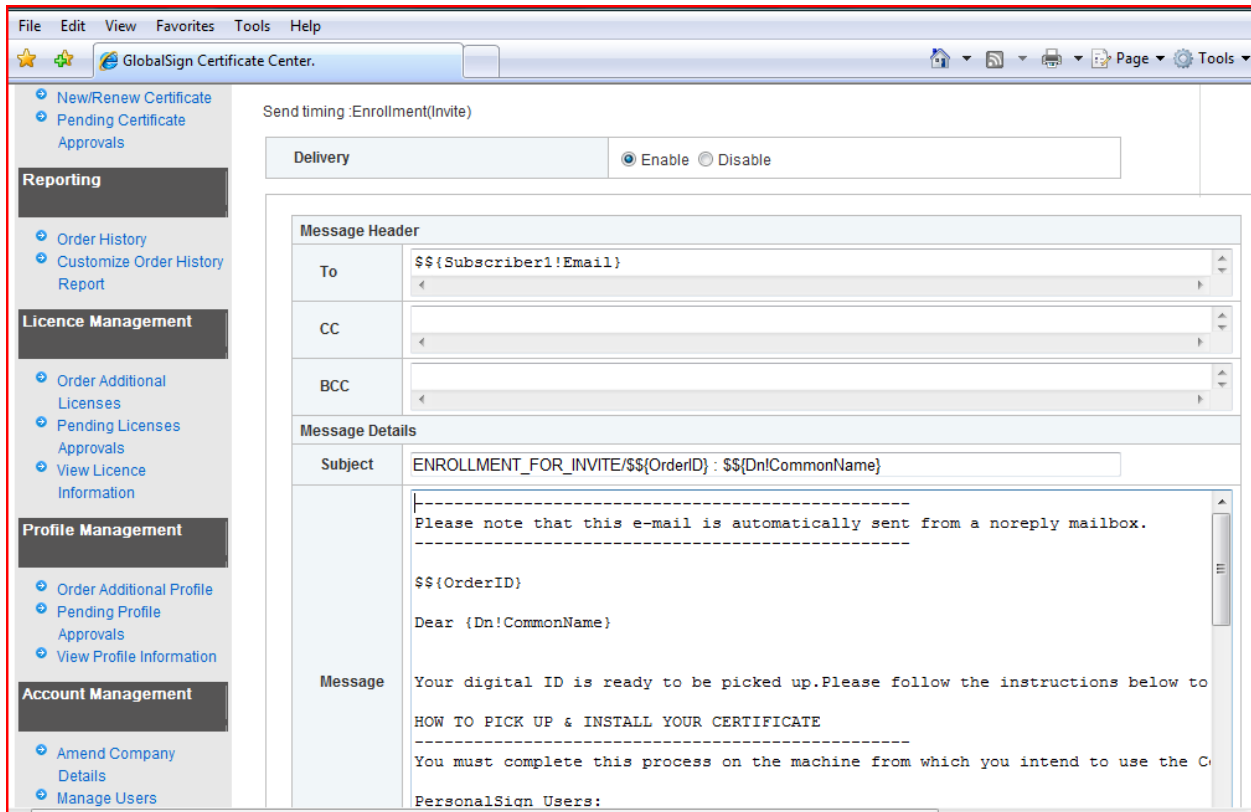 File Edit View Favorites Tools Help
GlobalSign Certificate Center.
Page Tools
New/Renew Certificate
Pending Certificate
Approvals
Reporting
Order History
Customize Order History
Report
Licence Management
Order Additional
Licenses
Pending Licenses
Approvals
View Licence
Information
Profile Management
Order Additional Profile
Pending Profile
Approvals
View Profile Information
Account Management
Amend Company
Details
Manage Users
Send timing :Enrollment(Invite)
Delivery Enable Disable
Message Header
To $${Subscriber1!Email}
CC
BCC
Message Details
Subject ENROLLMENT_FOR_INVITE/$${OrderID} : $${Dn!CommonName}
Message
--------------------------------------------------
Please note that this e-mail is automatically sent from a noreply mailbox.
--------------------------------------------------
$${OrderID}
Dear {Dn!CommonName}
Your digital ID is ready to be picked up.Please follow the instructions below to
HOW TO PICK UP & INSTALL YOUR CERTIFICATE
--------------------------------------------------
You must complete this process on the machine from which you intend to use the
PersonalSign Users: